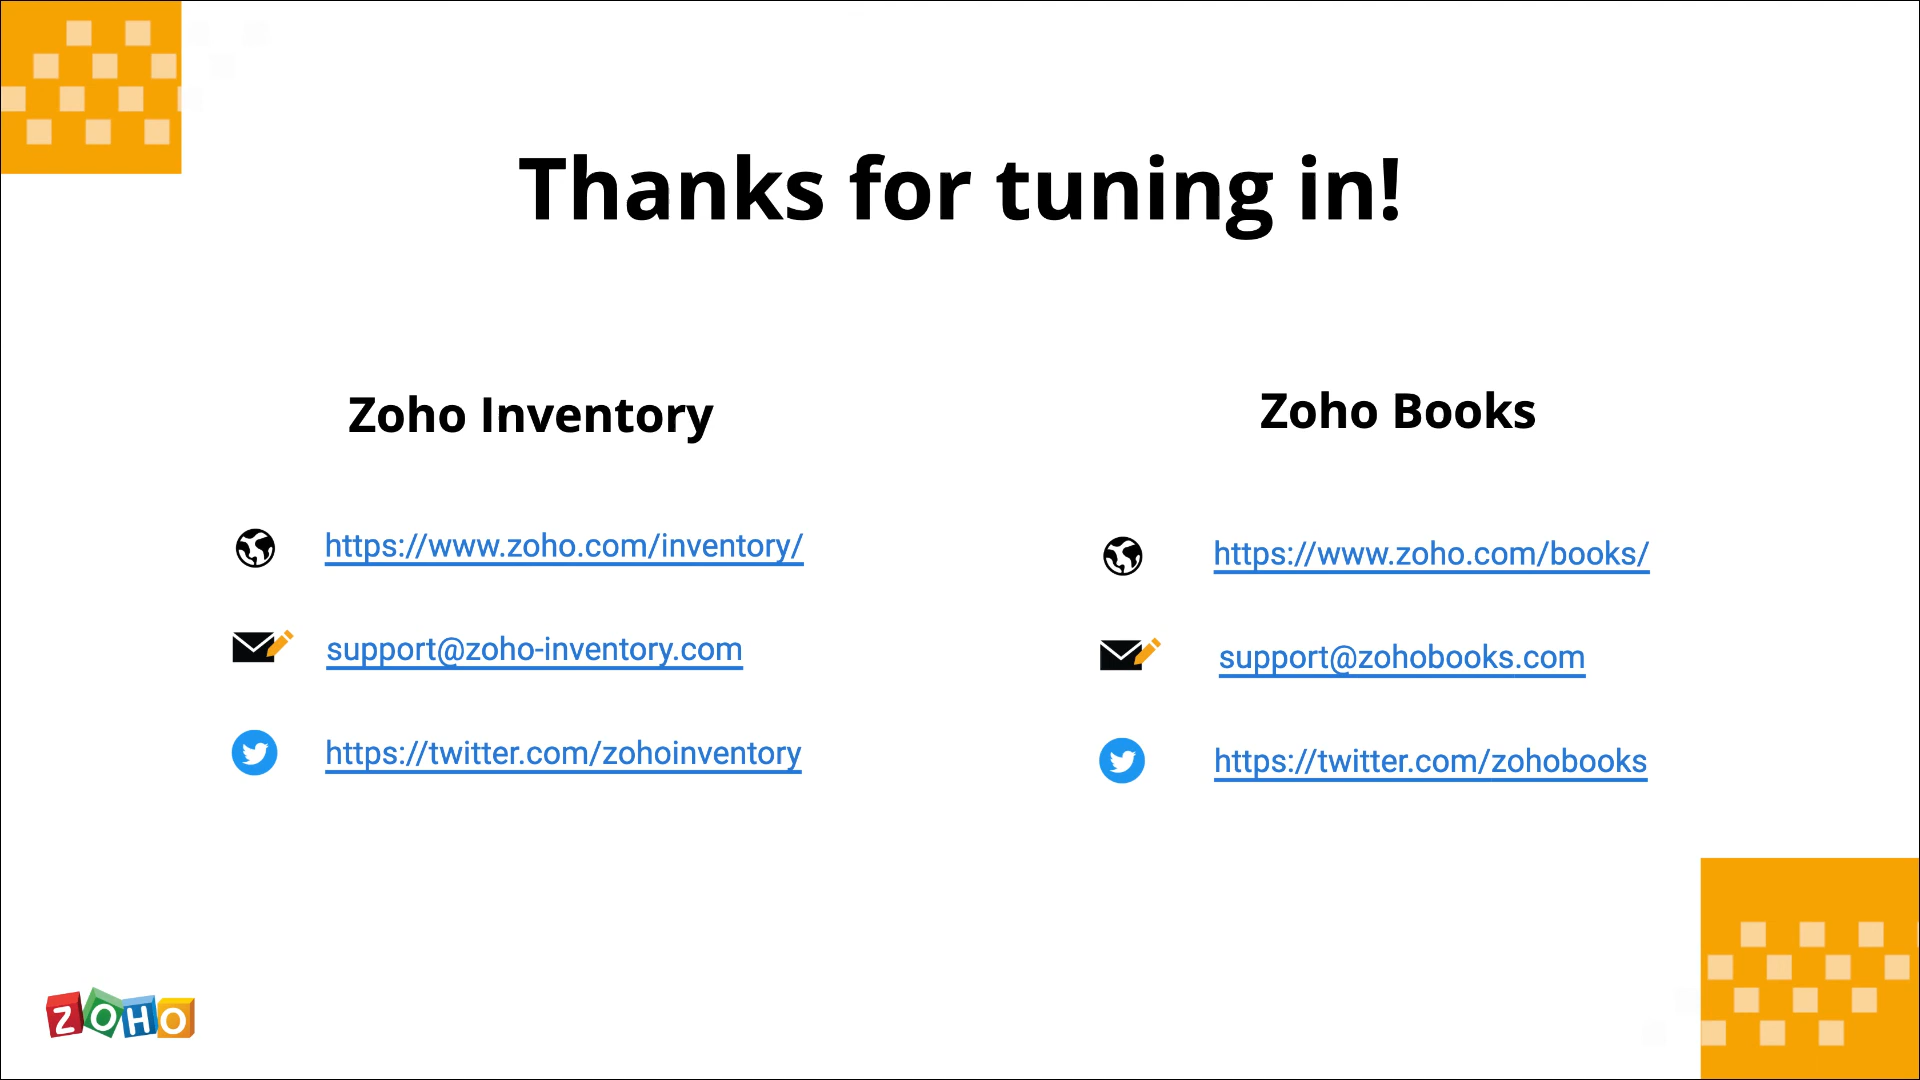 Thanks for tuning in!
Zoho Inventory
https://www.zoho.com/inventory/
support@zoho-inventory.com
https://twitter.com/zohoinventory
Zoho Books
https://www.zoho.com/books/
support@zohobooks.com
https://twitter.com/zohobooks
ZOHO